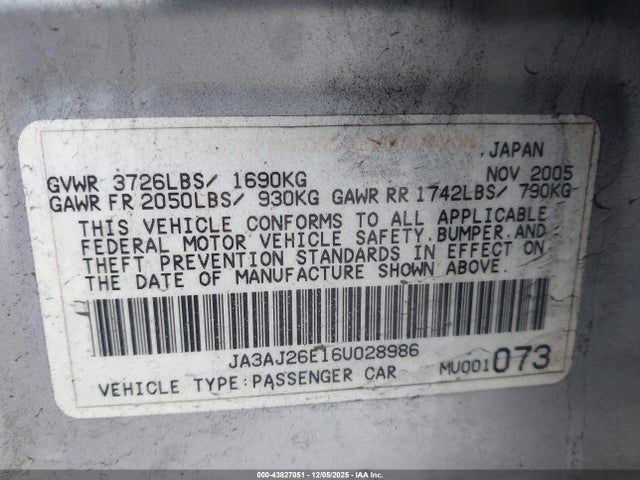 .JAPAN
GVWR 3726LBS/ 1690KG NOV 2005
GAWR FR 2050LBS/ 930KG GAWR RR 1742LBS/ 790KG
THIS VEHICLE CONFORMS TO ALL APPLICABLE
FEDERAL MOTOR VEHICLE SAFETY, BUMPER, AND
THEFT PREVENTION STANDARDS IN EFFECT ON
THE DATE OF MANUFACTURE SHOWN ABOVE.
JA3AJ26E16U028986
VEHICLE TYPE:PASSENGER CAR MU001073
000-43827051 - 12/05/2025 - IAA Inc.